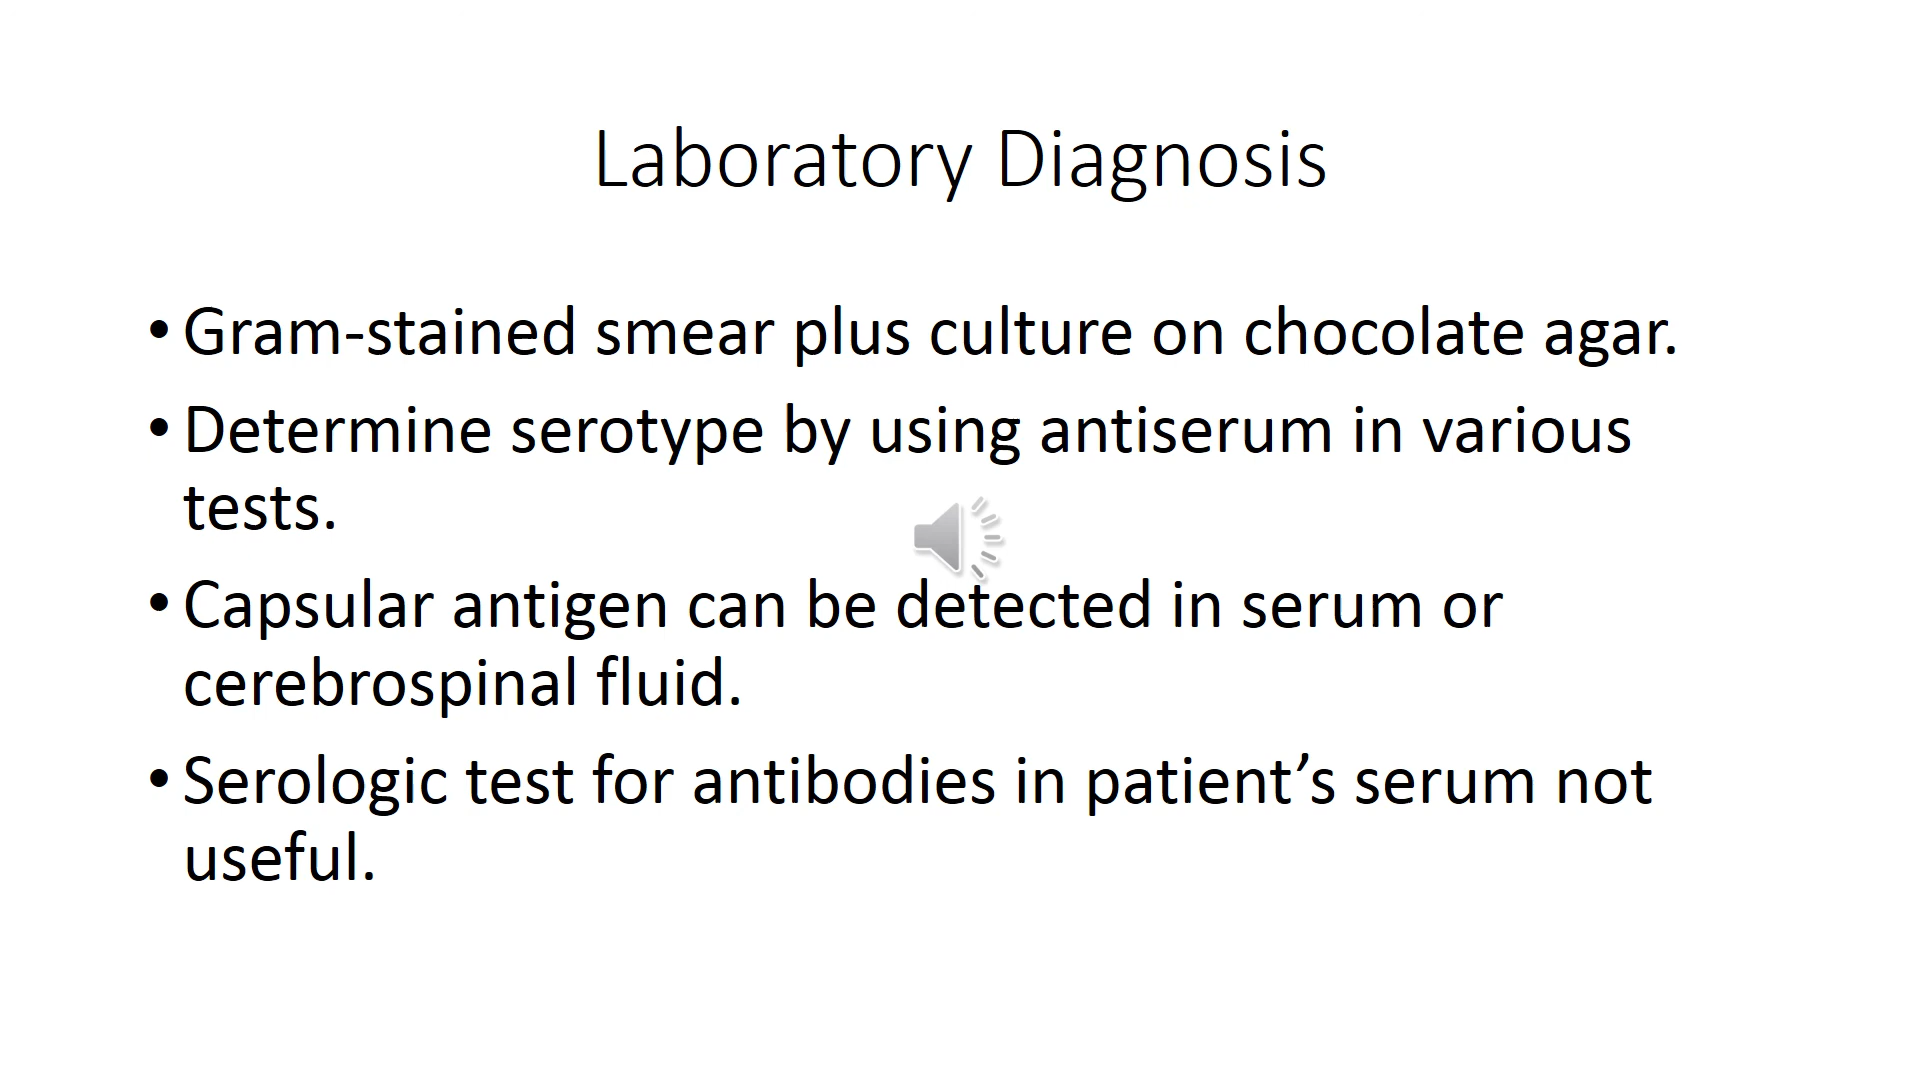 Laboratory Diagnosis
• Gram-stained smear plus culture on chocolate agar.
• Determine serotype by using antiserum in various
tests.
• Capsular antigen can be detected in serum or
cerebrospinal fluid.
• Serologic test for antibodies in patient’s serum not
useful.